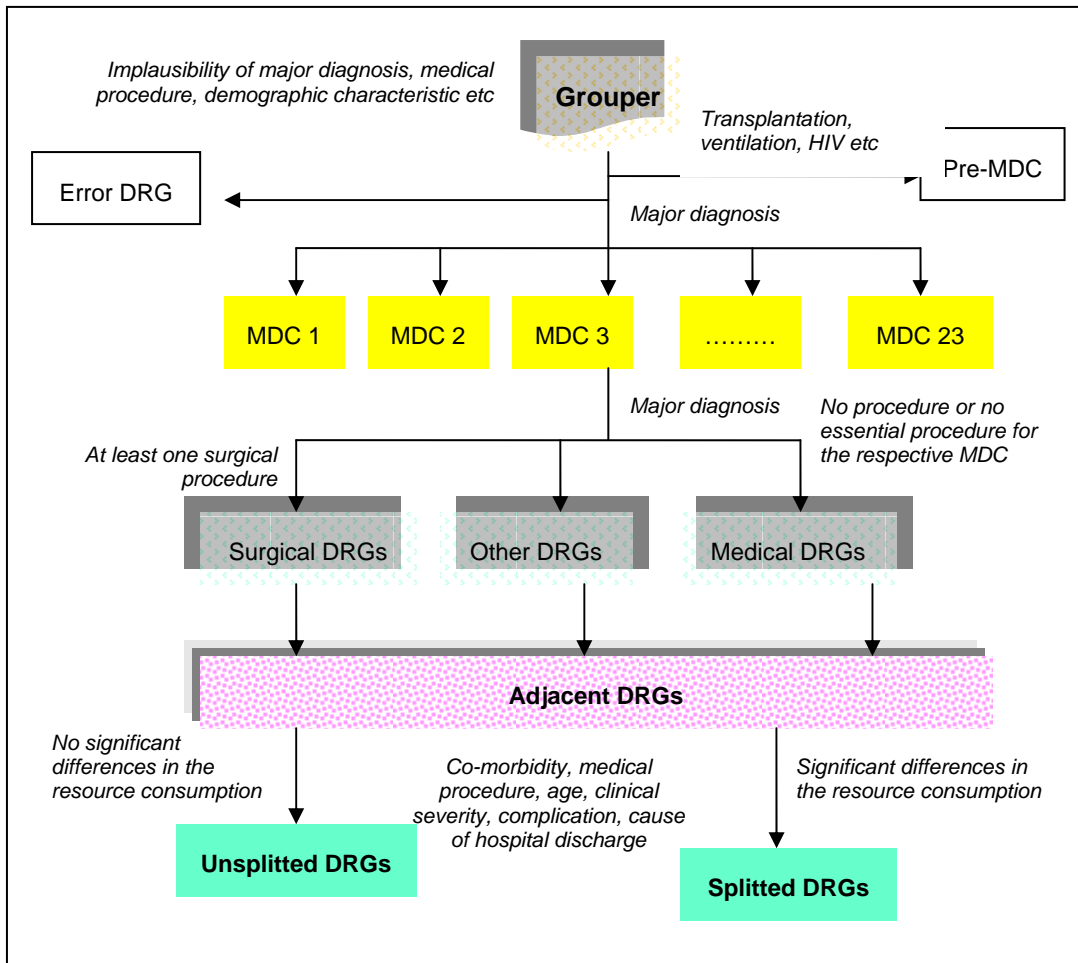 Implausibility of major diagnosis, medical
procedure, demographic characteristic etc
Grouper
Transplantation,
ventilation, HIV etc
Pre-MDC
Error DRG
Major diagnosis
MDC 1
MDC 2
MDC 3
………
MDC 23
Major diagnosis
No procedure or no
essential procedure for
the respective MDC
At least one surgical
procedure
Surgical DRGs
Other DRGs
Medical DRGs
Adjacent DRGs
No significant
differences in the
resource consumption
Co-morbidity, medical
procedure, age, clinical
severity, complication, cause
of hospital discharge
Significant differences in
the resource consumption
Unsplitted DRGs
Splitted DRGs